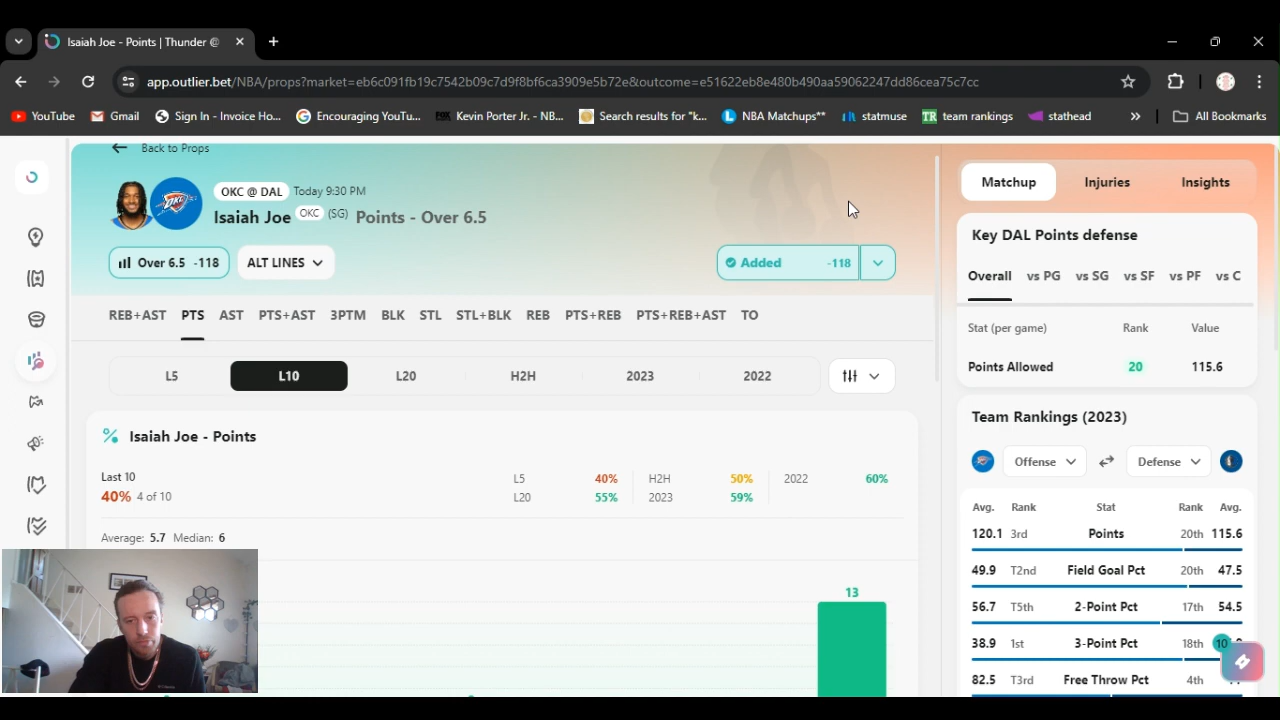 Isaiah Joe - Points | Thunder @
app.outlier.bet/NBA/props?market=eb6c091fb19c7542b09c7d9f8bf6ca3909e5b72e&outcome=e51622eb8e480b490aa59062247dd86cea75c7cc
YouTube Gmail Sign In - Invoice Ho... Encouraging YouTu... Kevin Porter Jr. - NB... Search results for "k... NBA Matchups** statmuse team rankings stathead » All Bookmarks
Back to Props
OKC @ DAL Today 9:30 PM
Isaiah Joe OKC (SG) Points - Over 6.5
Over 6.5 -118 ALT LINES
Added -118
REB+AST PTS AST PTS+AST 3PTM BLK STL STL+BLK REB PTS+REB PTS+REB+AST TO
L5 L10 L20 H2H 2023 2022
Isaiah Joe - Points
Last 10
40% 4 of 10
L5 40% H2H 50% 2022 60%
L20 55% 2023 59%
Average: 5.7 Median: 6
13
Matchup Injuries Insights
Key DAL Points defense
Overall vs PG vs SG vs SF vs PF vs C
Stat (per game) Rank Value
Points Allowed 20 115.6
Team Rankings (2023)
Offense Defense
Avg. Rank Stat Rank Avg.
120.1 3rd Points 20th 115.6
49.9 T2nd Field Goal Pct 20th 47.5
56.7 T5th 2-Point Pct 17th 54.5
38.9 1st 3-Point Pct 18th
82.5 T3rd Free Throw Pct 4th